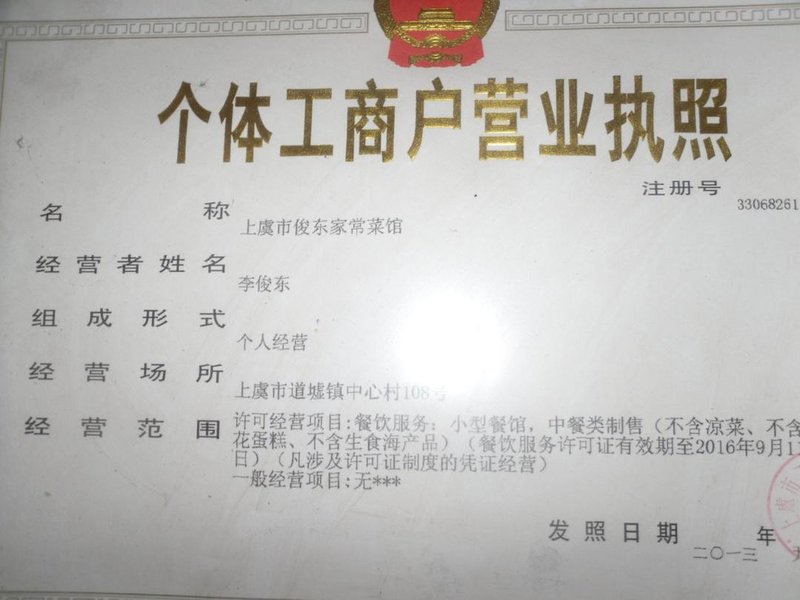 个体工商户营业执照
注册号
33068261
名称
上虞市俊东家常菜馆
经营者姓名
李俊东
组成形式
个人经营
经营场所
上虞市道墟镇中心村108号
经营范围
许可经营项目:餐饮服务: 小型餐馆, 中餐类制售 (不含凉菜、不含
花蛋糕、不含生食海产品) (餐饮服务许可证有效期至2016年9月
日) (凡涉及许可证制度的凭证经营)
一般经营项目:无***
发照日期
年
二〇一三
上虞市